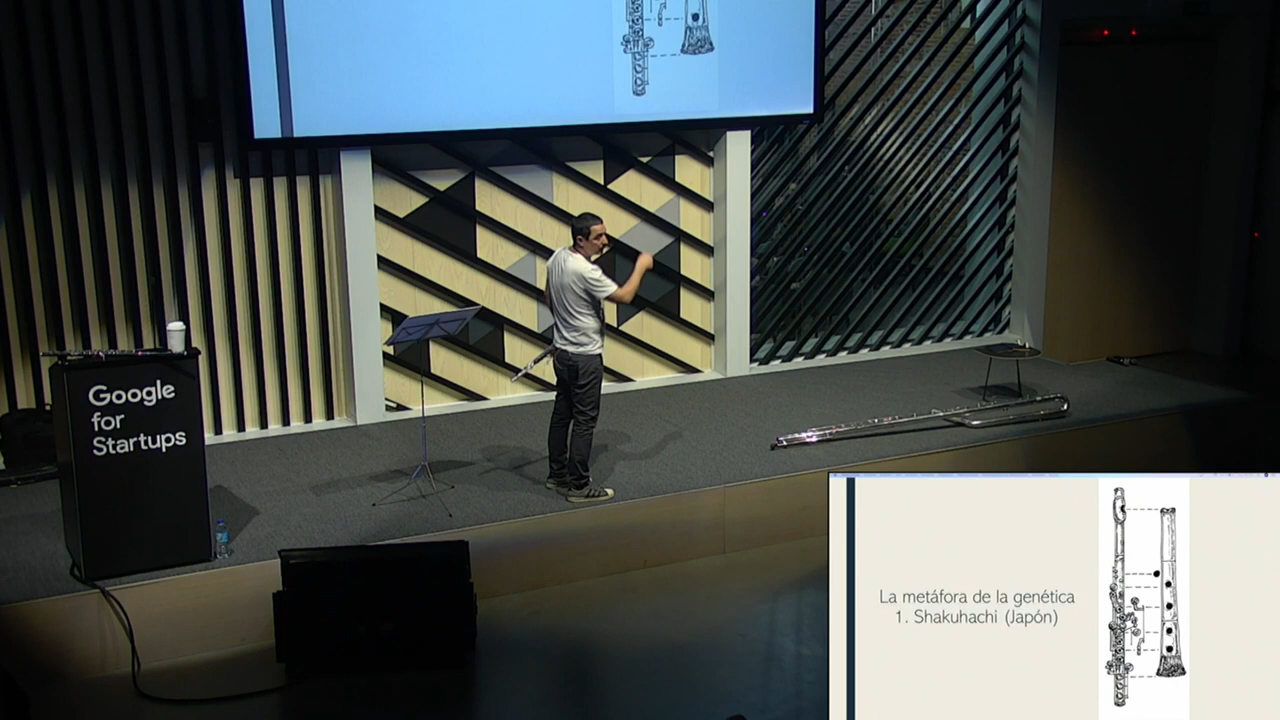 Google
for
Startups
La metáfora de la genética
1. Shakuhachi (Japón)